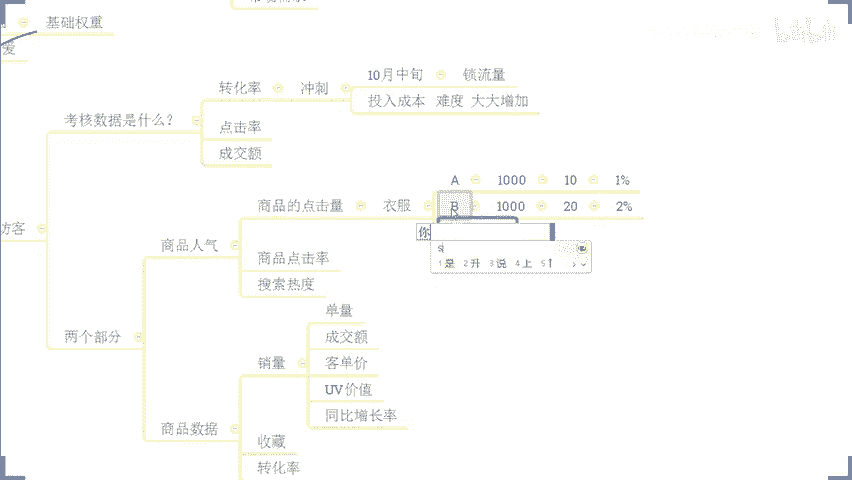 基础权重
爱
转化率 冲刺 10月中旬 锁流量
投入成本 难度 大大增加
考核数据是什么？
点击率
成交额
访客
商品人气
商品的点击量 衣服
A 1000 10 1%
B 1000 20 2%
你
s
1是 2升 3说 4上 5↑
商品点击率
搜索热度
两个部分
商品数据
销量
单量
成交额
客单价
UV价值
同比增长率
收藏
转化率